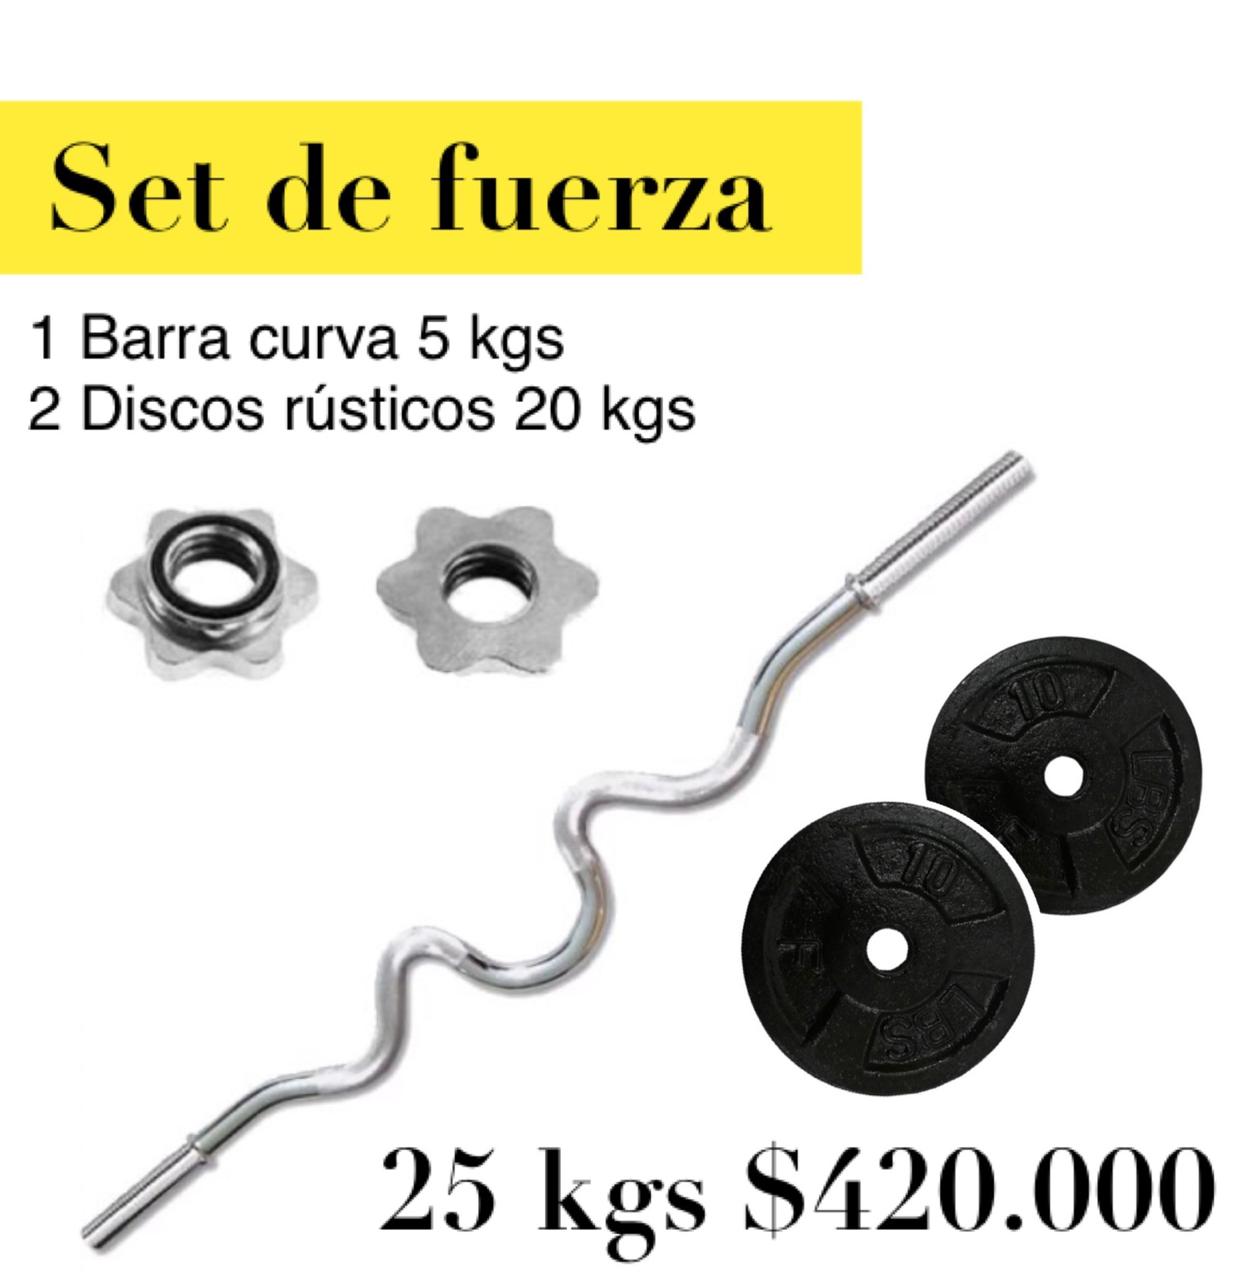 Set de fuerza
1 Barra curva 5 kgs
2 Discos rústicos 20 kgs
10
LBS
10
LBS
25 kgs $420.000